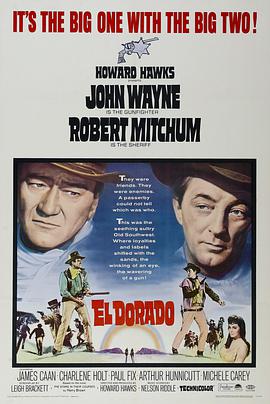 IT'S THE BIG ONE WITH THE BIG TWO!
HOWARD HAWKS
presents
JOHN WAYNE
IS THE GUNFIGHTER
ROBERT MITCHUM
IS THE SHERIFF
They were
friends. They
were enemies.
A passerby
could not tell
which was who.
This was the
seething sultry
Old Southwest.
Where loyalties
and labels
shifted with the
sands, the
winking of an eye,
the wavering
of a gun!
EL DORADO
JAMES CAAN · CHARLENE HOLT · PAUL FIX · ARTHUR HUNNICUTT · MICHELE CAREY
LEIGH BRACKETT
HOWARD HAWKS · NELSON RIDDLE · TECHNICOLOR